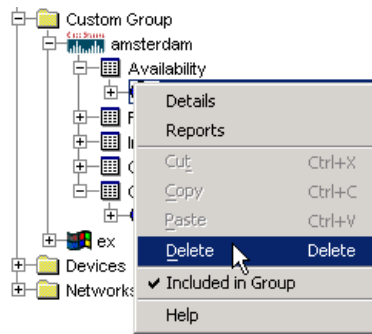 Custom Group
amsterdam
Availability
Details
Reports
Cut Ctrl+X
Copy Ctrl+C
Paste Ctrl+V
Delete Delete
✓ Included in Group
Help
ex
Devices
Networks